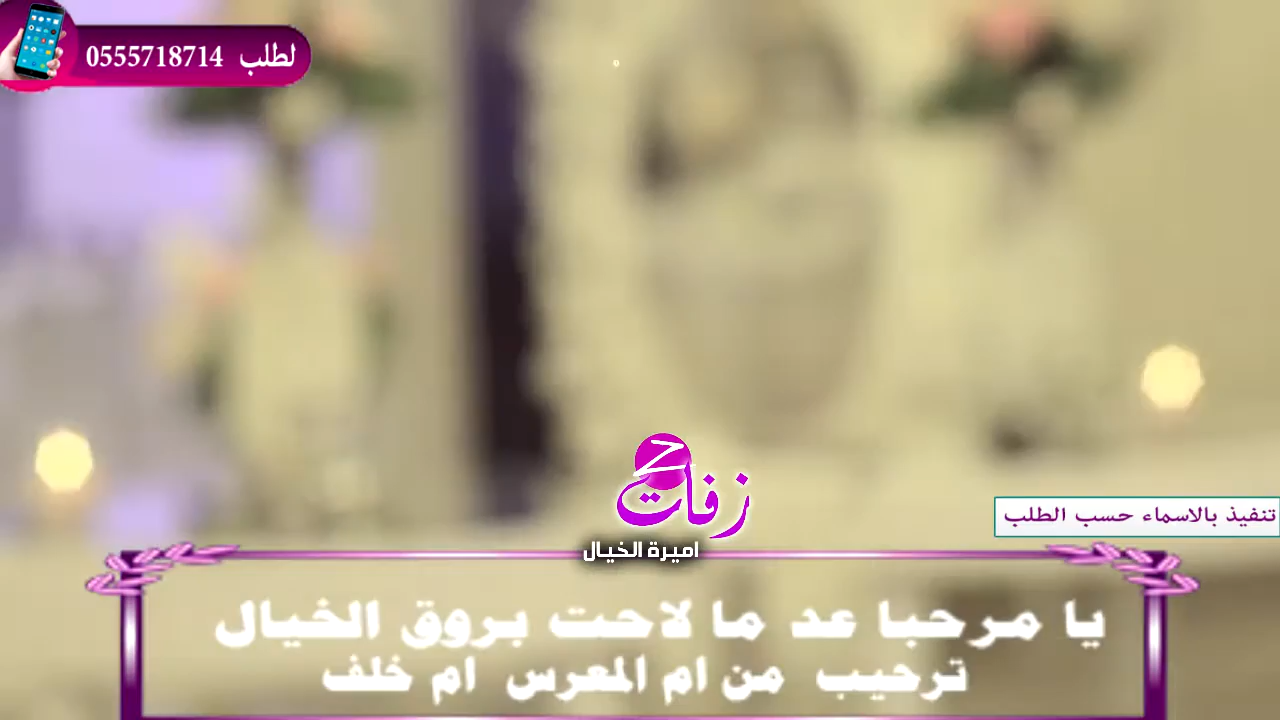 لطلب 0555718714
زفات
اميرة الخيال
تنفيذ بالاسماء حسب الطلب
يا مرحبا عد ما لاحت بروق الخيال
ترحيب من ام المعرس ام خلف